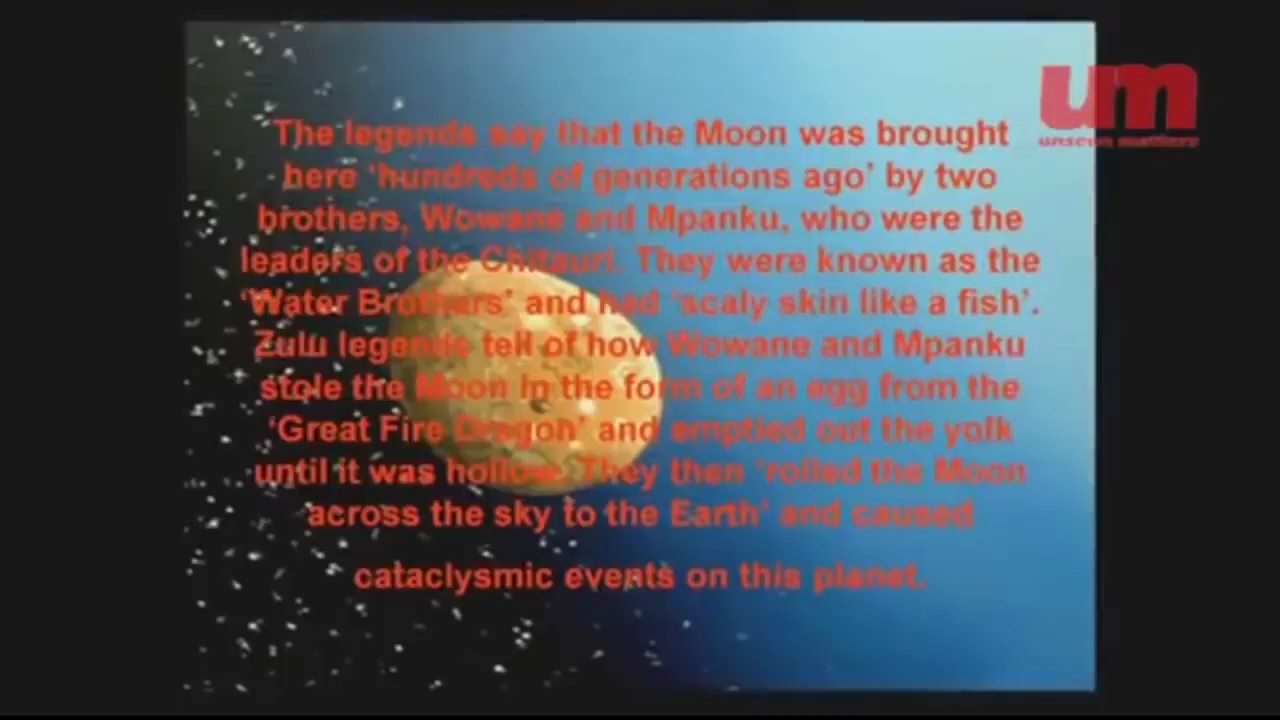 um
unseen matters
The legends say that the Moon was brought
here ‘hundreds of generations ago’ by two
brothers, Wowane and Mpanku, who were the
leaders of the Chitauri. They were known as the
‘Water Brothers’ and had ‘scaly skin like a fish’.
Zulu legends tell of how Wowane and Mpanku
stole the Moon in the form of an egg from the
‘Great Fire Dragon’ and emptied out the yolk
until it was hollow. They then ‘rolled the Moon
across the sky to the Earth’ and caused
cataclysmic events on this planet.